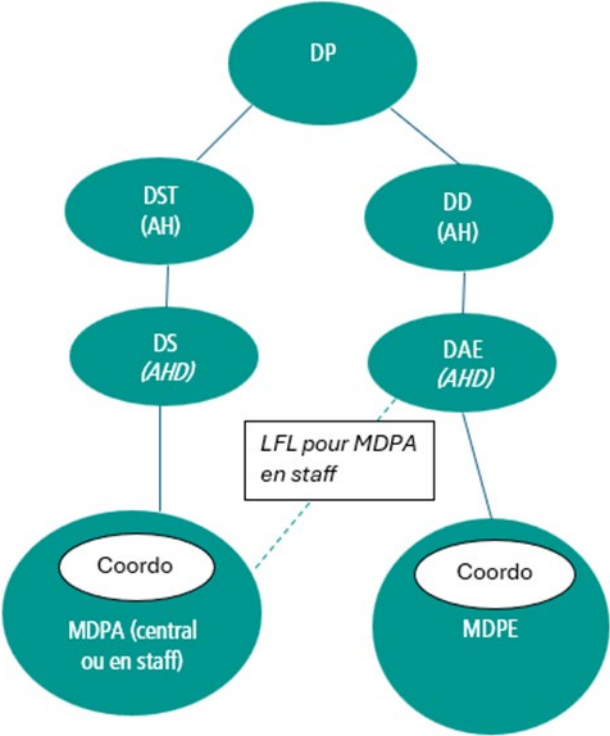 DP
DST
(AH)
DD
(AH)
DS
(AHD)
DAE
(AHD)
LFL pour MDPA
en staff
Coordo
MDPA (central
ou en staff)
Coordo
MDPE